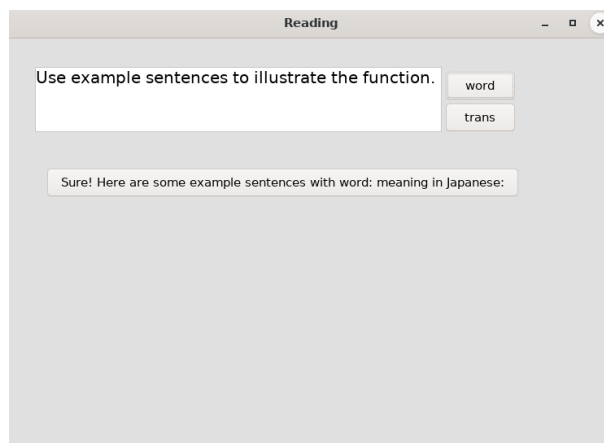 Reading
Use example sentences to illustrate the function.
word
trans
Sure! Here are some example sentences with word: meaning in Japanese: